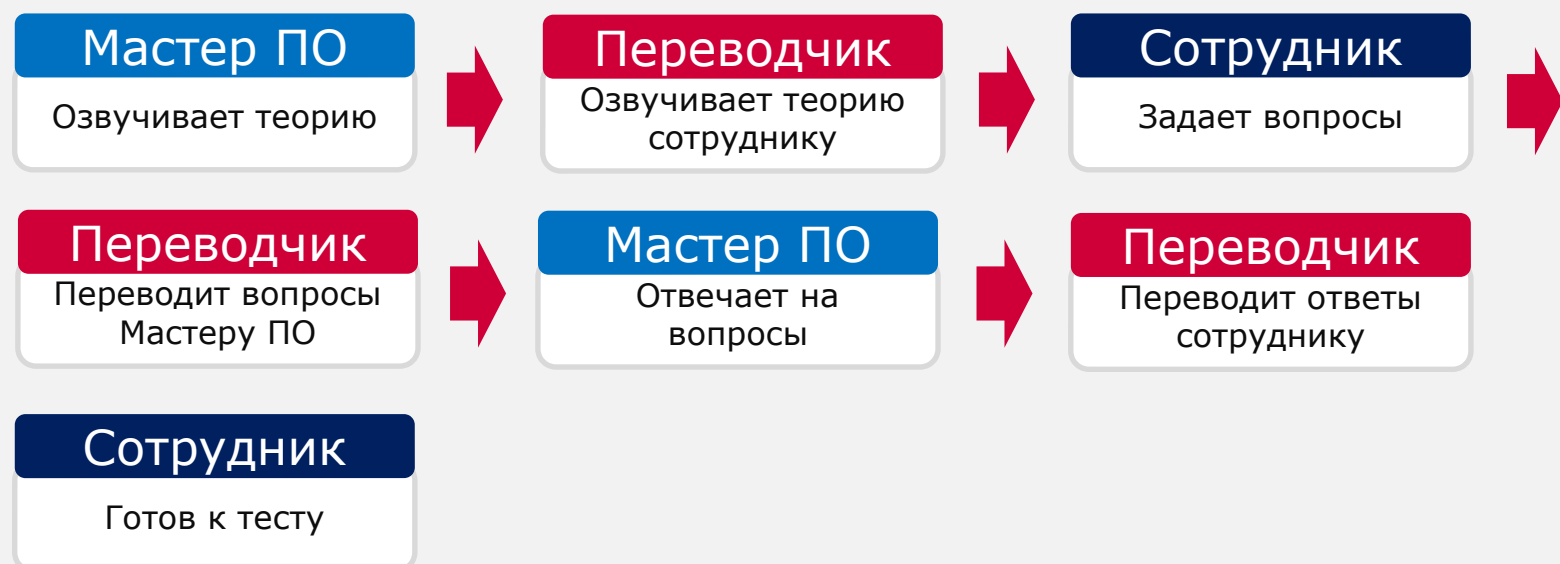 Мастер ПО
Озвучивает теорию
Переводчик
Озвучивает теорию
сотруднику
Сотрудник
Задает вопросы
Переводчик
Переводит вопросы
Мастеру ПО
Мастер ПО
Отвечает на
вопросы
Переводчик
Переводит ответы
сотруднику
Сотрудник
Готов к тесту